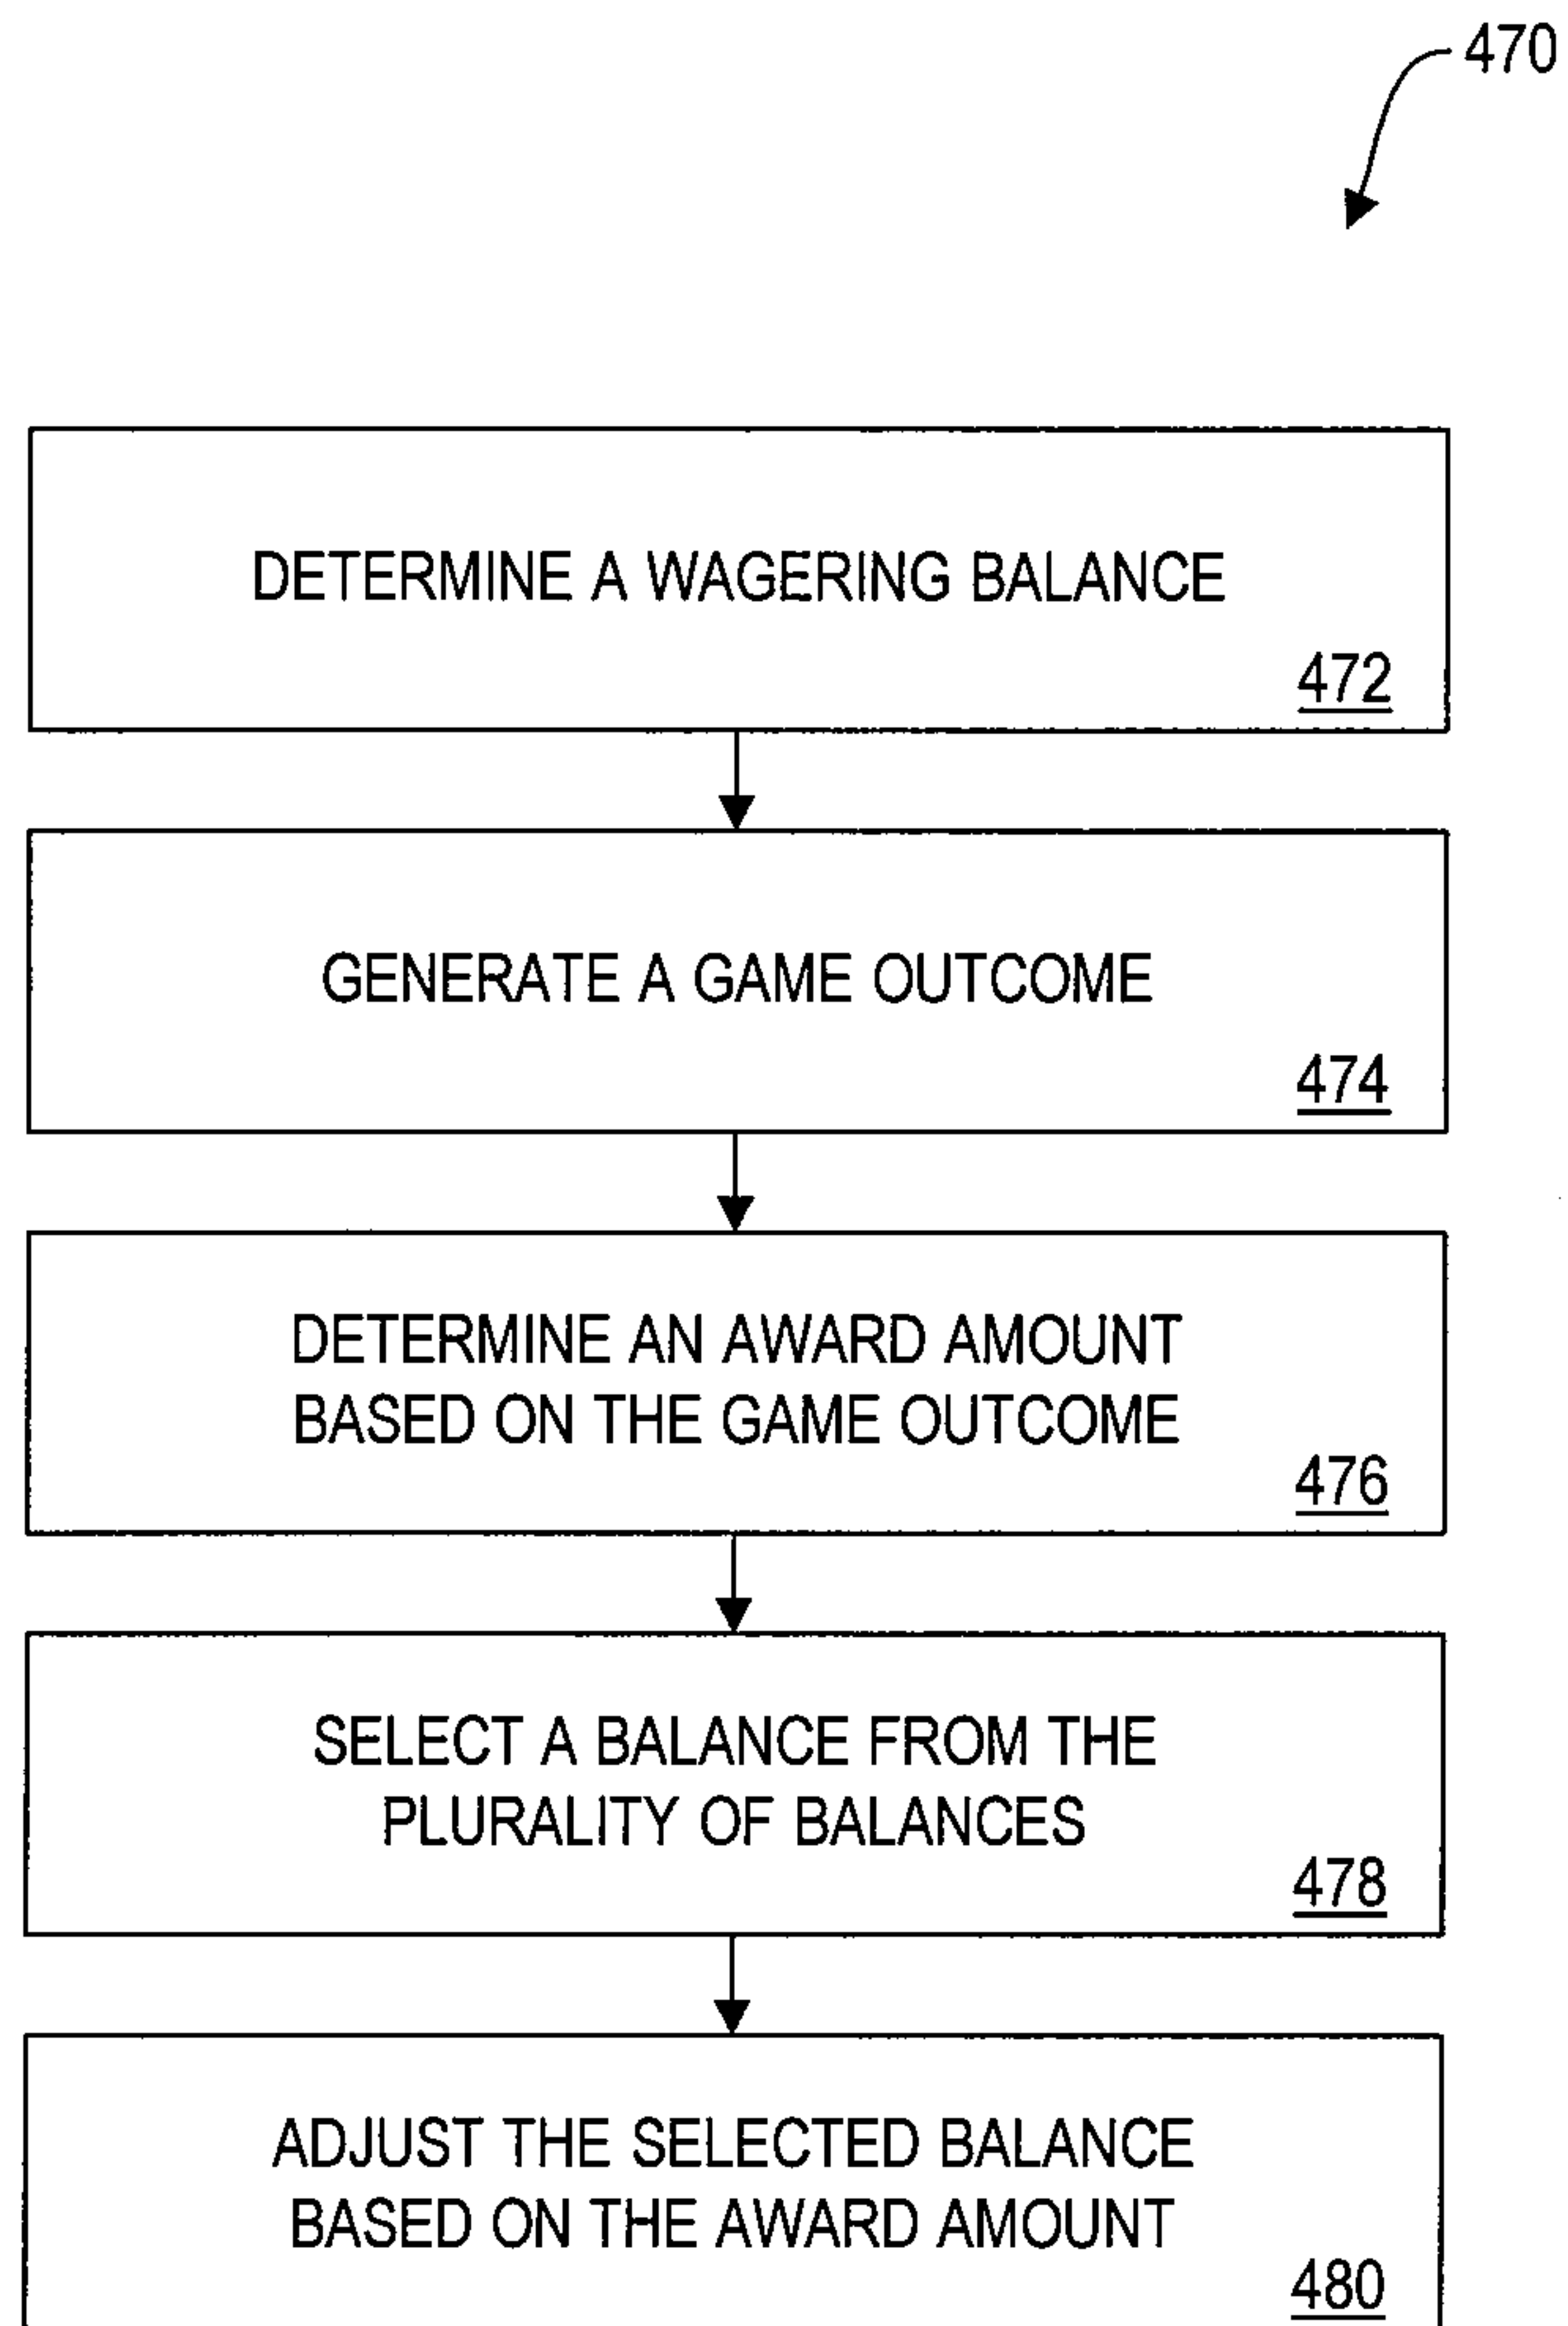 470
DETERMINE A WAGERING BALANCE
472
GENERATE A GAME OUTCOME
474
DETERMINE AN AWARD AMOUNT
BASED ON THE GAME OUTCOME
476
SELECT A BALANCE FROM THE
PLURALITY OF BALANCES
478
ADJUST THE SELECTED BALANCE
BASED ON THE AWARD AMOUNT
480